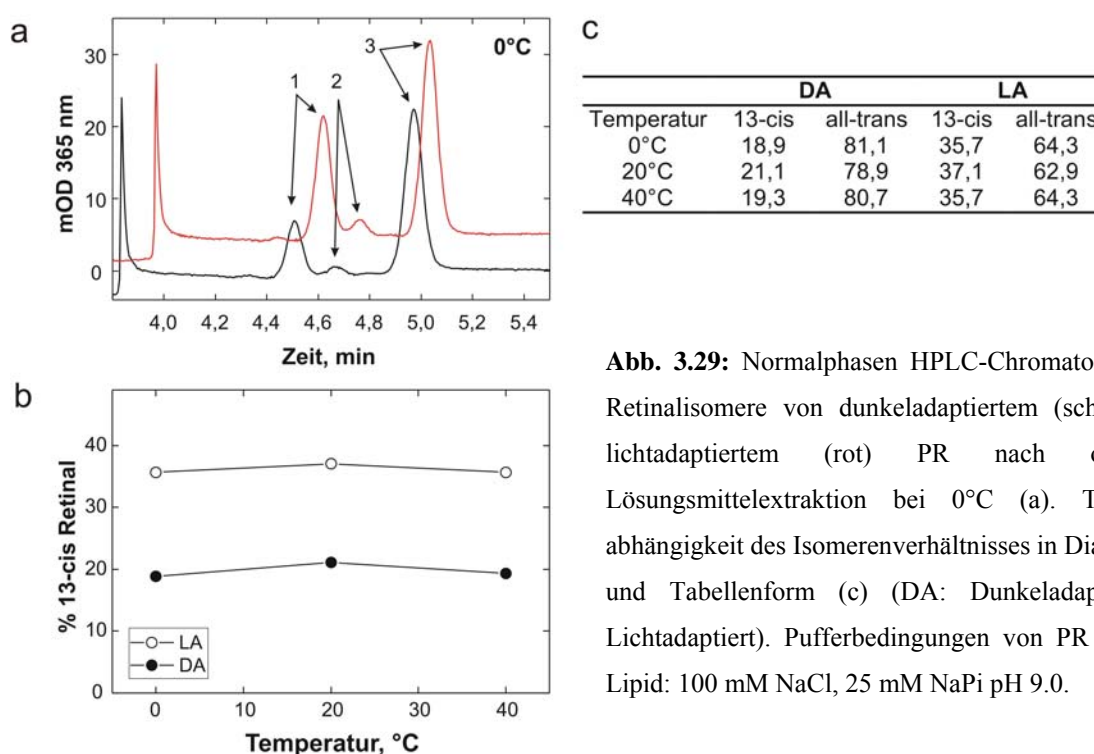 a
0°C
1
2
3
30
20
10
0
mOD 365 nm
4,0 4,2 4,4 4,6 4,8 5,0 5,2 5,4
Zeit, min
b
40
30
20
10
0
% 13-cis Retinal
LA
DA
0 20 40
Temperatur, °C
c
DA LA
Temperatur 13-cis all-trans 13-cis all-trans
0°C 18,9 81,1 35,7 64,3
20°C 21,1 78,9 37,1 62,9
40°C 19,3 80,7 35,7 64,3
Abb. 3.29: Normalphasen HPLC-Chromato
Retinalisomere von dunkeladaptiertem (sch
lichtadaptiertem (rot) PR nach
Lösungsmittelextraktion bei 0°C (a). T
abhängigkeit des Isomerenverhältnisses in Dia
und Tabellenform (c) (DA: Dunkeladap
Lichtadaptiert). Pufferbedingungen von PR
Lipid: 100 mM NaCl, 25 mM NaPi pH 9.0.